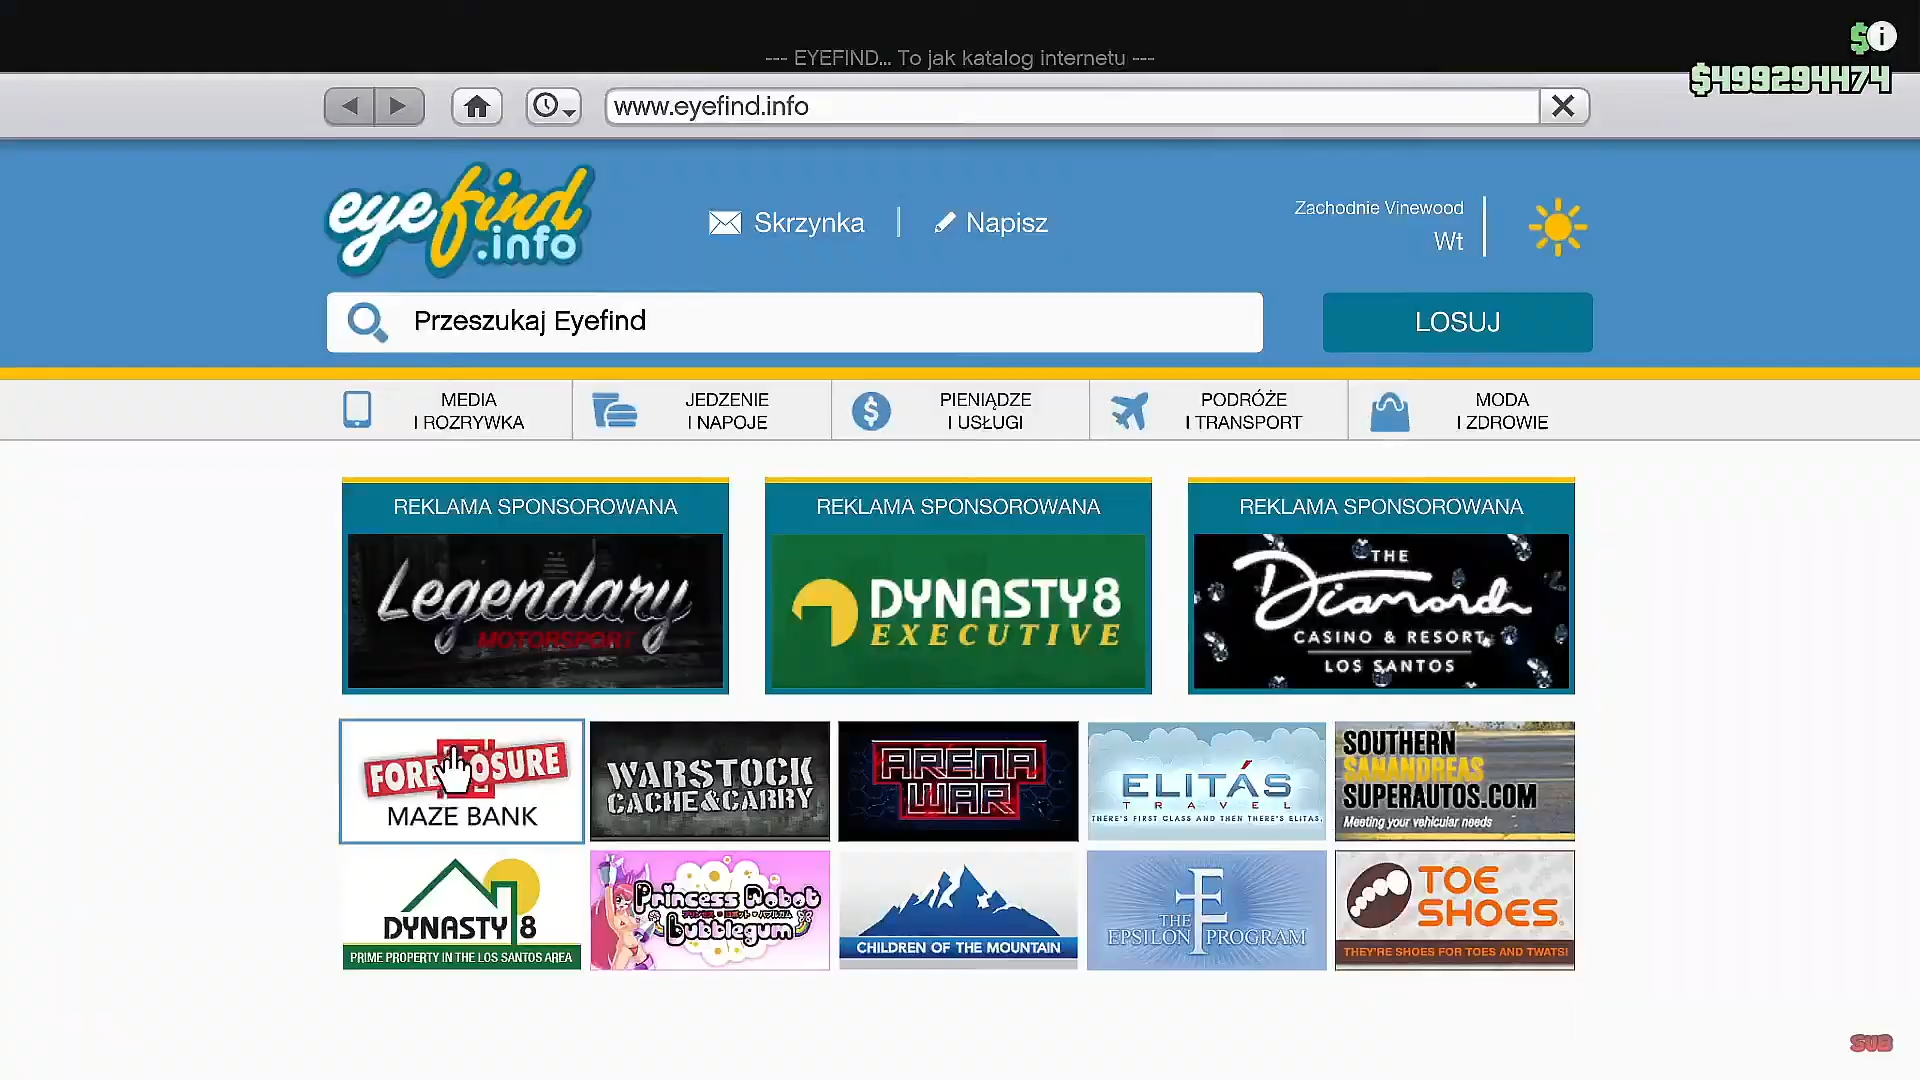 --- EYEFIND... To jak katalog internetu ---
$
i
$499294474
www.eyefind.info
eyefind
.info
Skrzynka
Napisz
Zachodnie Vinewood
Wt
Przeszukaj Eyefind
LOSUJ
MEDIA
I ROZRYWKA
JEDZENIE
I NAPOJE
PIENIĄDZE
I USŁUGI
PODRÓŻE
I TRANSPORT
MODA
I ZDROWIE
REKLAMA SPONSOROWANA
Legendary
MOTORSPORT
REKLAMA SPONSOROWANA
DYNASTY 8
EXECUTIVE
REKLAMA SPONSOROWANA
THE
Diamond
CASINO & RESORT
LOS SANTOS
FORECLOSURE
MAZE BANK
WARSTOCK
CACHE&CARRY
ARENA
WAR
ELITÁS
TRAVEL
THERE'S FIRST CLASS AND THEN THERE'S ELITAS.
SOUTHERN
SANANDREAS
SUPERAUTOS.COM
Meeting your vehicular needs
DYNASTY 8
PRIME PROPERTY IN THE LOS SANTOS AREA
Princess Robot
Bubblegum
CHILDREN OF THE MOUNTAIN
THE
EPSILON PROGRAM
TOE
SHOES
THEY'RE SHOES FOR TOES AND TWATS!
SUB